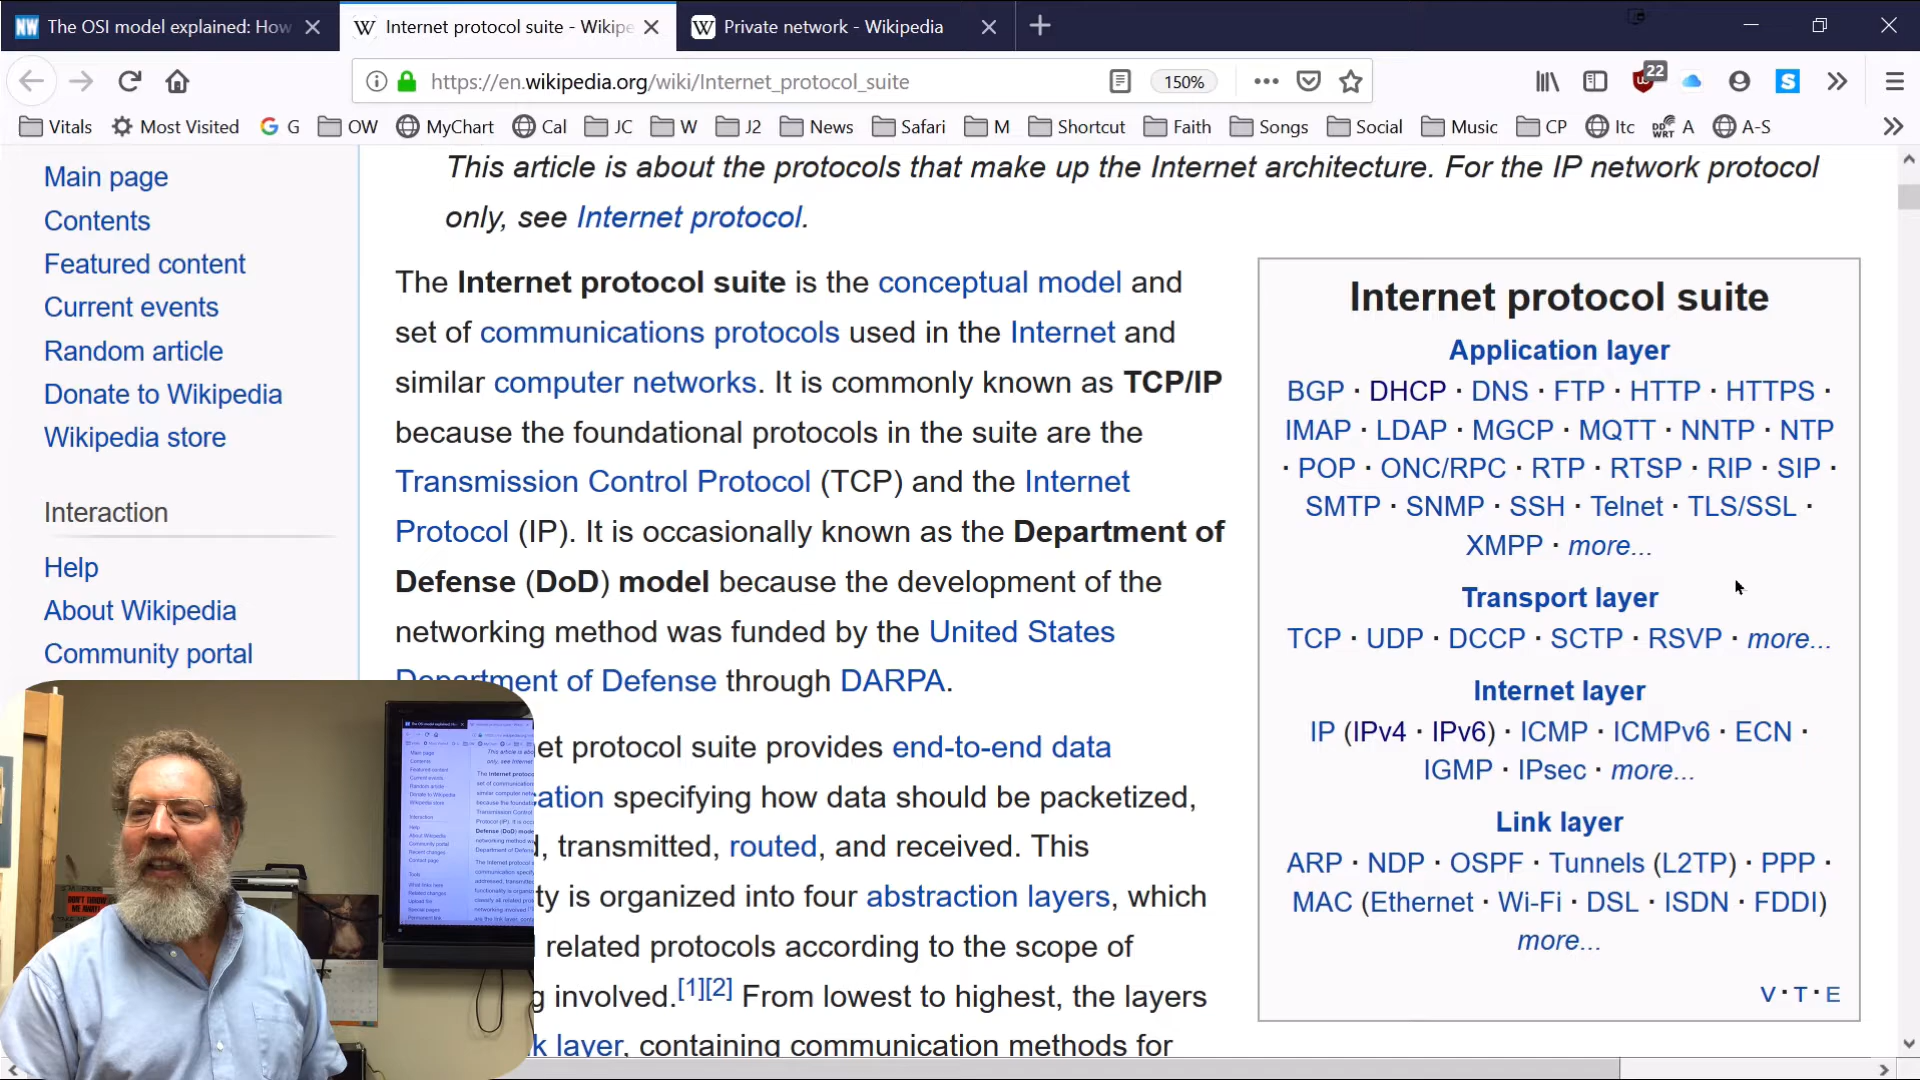 The OSI model explained: How
Internet protocol suite - Wikipe
Private network - Wikipedia
https://en.wikipedia.org/wiki/Internet_protocol_suite
150%
22
Vitals
Most Visited
G
OW
MyChart
Cal
JC
W
J2
News
Safari
M
Shortcut
Faith
Songs
Social
Music
CP
Itc
A
A-S
Main page
Contents
Featured content
Current events
Random article
Donate to Wikipedia
Wikipedia store
Interaction
Help
About Wikipedia
Community portal
This article is about the protocols that make up the Internet architecture. For the IP network protocol
only, see Internet protocol.
The Internet protocol suite is the conceptual model and
set of communications protocols used in the Internet and
similar computer networks. It is commonly known as TCP/IP
because the foundational protocols in the suite are the
Transmission Control Protocol (TCP) and the Internet
Protocol (IP). It is occasionally known as the Department of
Defense (DoD) model because the development of the
networking method was funded by the United States
Department of Defense through DARPA.
et protocol suite provides end-to-end data
cation specifying how data should be packetized,
d, transmitted, routed, and received. This
ty is organized into four abstraction layers, which
related protocols according to the scope of
g involved.[1][2] From lowest to highest, the layers
k layer, containing communication methods for
Internet protocol suite
Application layer
BGP · DHCP · DNS · FTP · HTTP · HTTPS ·
IMAP · LDAP · MGCP · MQTT · NNTP · NTP
· POP · ONC/RPC · RTP · RTSP · RIP · SIP ·
SMTP · SNMP · SSH · Telnet · TLS/SSL ·
XMPP · more...
Transport layer
TCP · UDP · DCCP · SCTP · RSVP · more...
Internet layer
IP (IPv4 · IPv6) · ICMP · ICMPv6 · ECN ·
IGMP · IPsec · more...
Link layer
ARP · NDP · OSPF · Tunnels (L2TP) · PPP ·
MAC (Ethernet · Wi-Fi · DSL · ISDN · FDDI)
more...
V · T · E